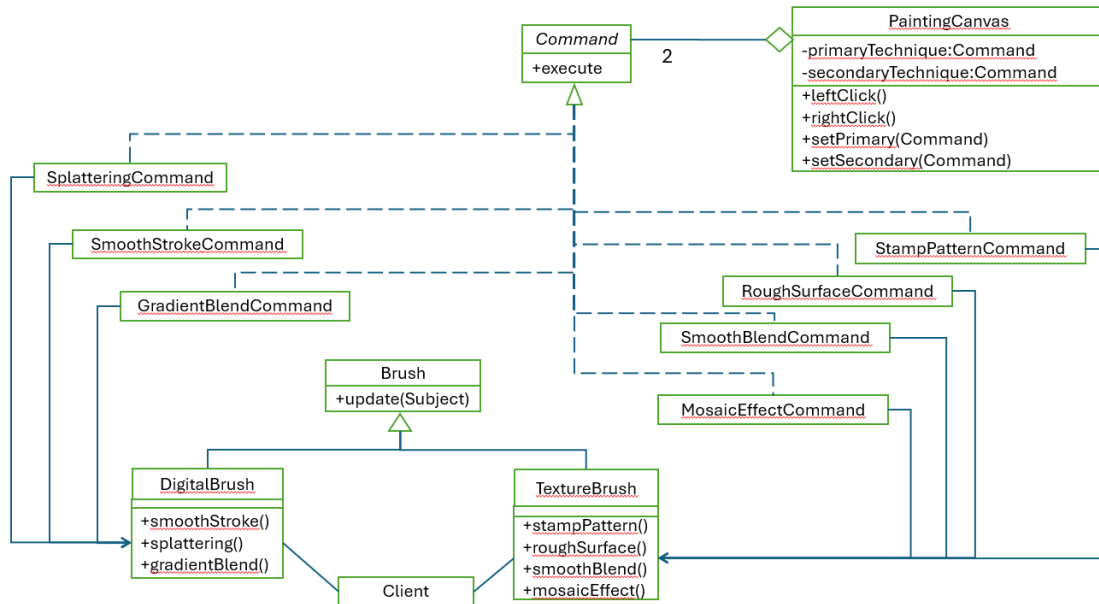 Command
+execute
2
PaintingCanvas
-primaryTechnique:Command
-secondaryTechnique:Command
+leftClick()
+rightClick()
+setPrimary(Command)
+setSecondary(Command)
SplatteringCommand
SmoothStrokeCommand
GradientBlendCommand
StampPatternCommand
RoughSurfaceCommand
SmoothBlendCommand
MosaicEffectCommand
Brush
+update(Subject)
DigitalBrush
+smoothStroke()
+splattering()
+gradientBlend()
TextureBrush
+stampPattern()
+roughSurface()
+smoothBlend()
+mosaicEffect()
Client